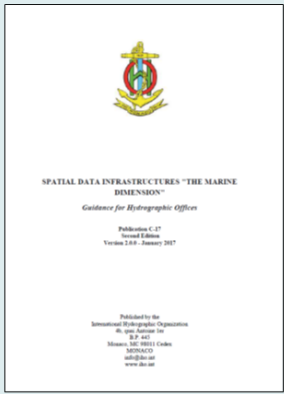 SPATIAL DATA INFRASTRUCTURES "THE MARINE
DIMENSION"
Guidance for Hydrographic Offices
Publication C-17
Second Edition
Version 2.0.0 - January 2017
Published by the
International Hydrographic Organization
4b, quai Antoine 1er
B.P. 445
Monaco, MC 98011 Cedex
MONACO
info@iho.int
www.iho.int